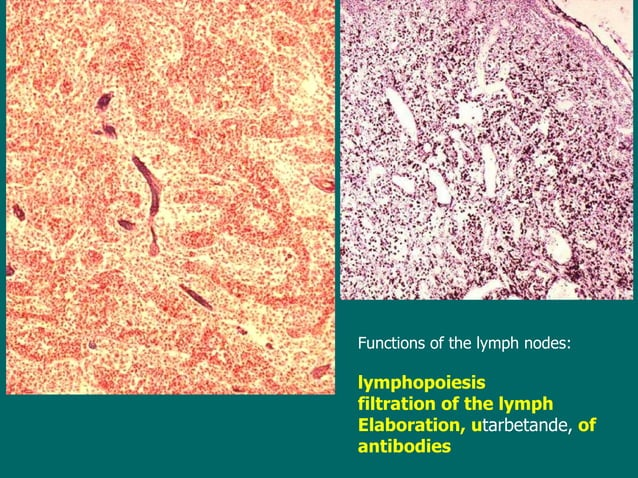 Functions of the lymph nodes:
lymphopoiesis
filtration of the lymph
Elaboration, utarbetande, of
antibodies